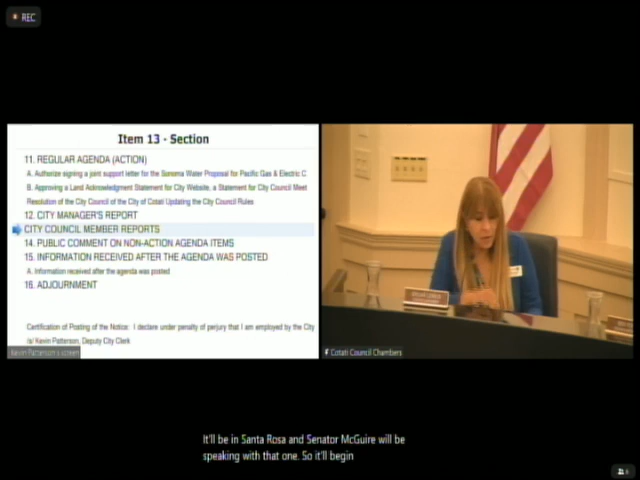 REC
Item 13 - Section
11. REGULAR AGENDA (ACTION)
A. Authorize signing a joint support letter for the Sonoma Water Proposal for Pacific Gas & Electric C.
B. Approving a Land Acknowledgment Statement for City Website, a Statement for City Council Meet
Resolution of the City Council of the City of Cotati Updating the City Council Rules
12. CITY MANAGER'S REPORT
CITY COUNCIL MEMBER REPORTS
14. PUBLIC COMMENT ON NON-ACTION AGENDA ITEMS
15. INFORMATION RECEIVED AFTER THE AGENDA WAS POSTED
A. Information received after the agenda was posted
16. ADJOURNMENT
Certification of Posting of the Notice: I declare under penalty of perjury that I am employed by the City
/s/ Kevin Patterson, Deputy City Clerk
Kevin Patterson's screen
Cotati Council Chambers
It'll be in Santa Rosa and Senator McGuire will be
speaking with that one. So it'll begin